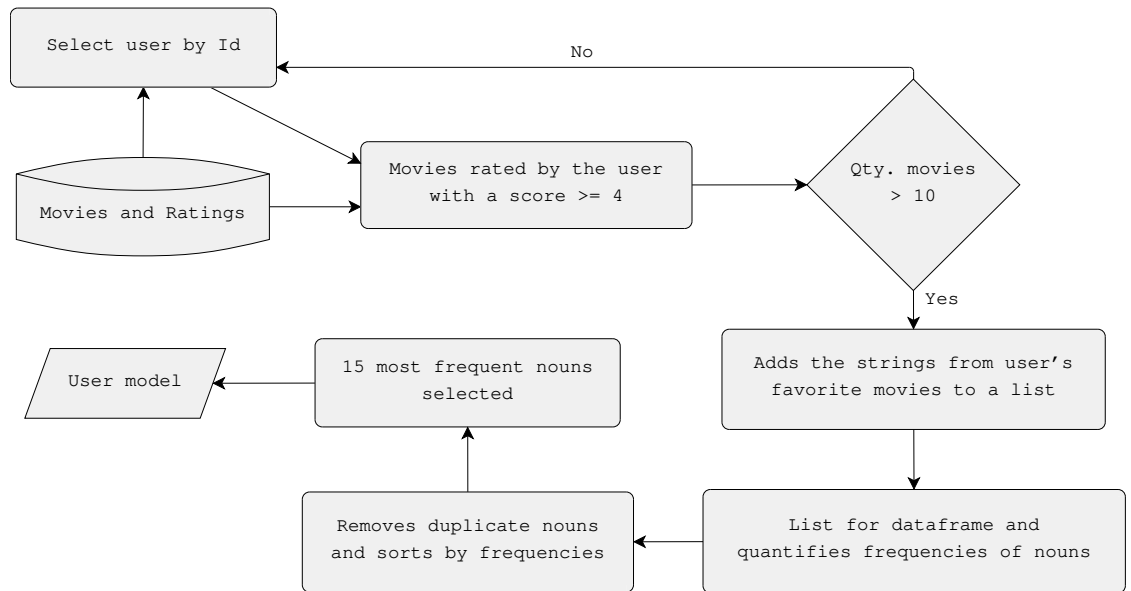 Select user by Id
No
Movies rated by the user
with a score >= 4
Qty. movies
> 10
Movies and Ratings
Yes
Adds the strings from user’s
favorite movies to a list
15 most frequent nouns
selected
User model
List for dataframe and
quantifies frequencies of nouns
Removes duplicate nouns
and sorts by frequencies